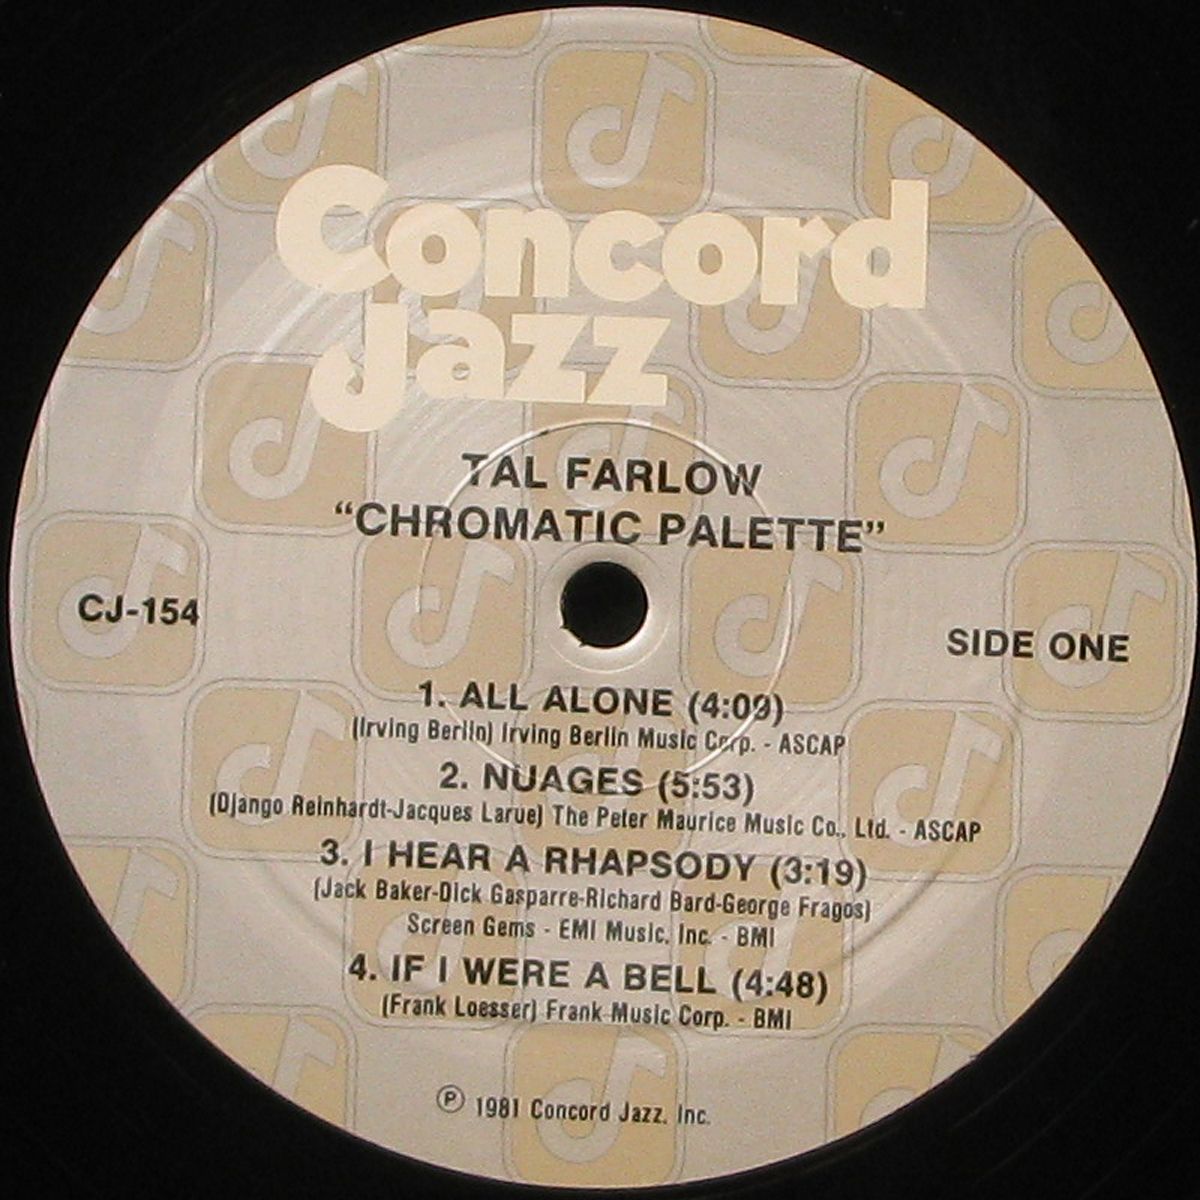 Concord
Jazz
TAL FARLOW
“CHROMATIC PALETTE”
CJ-154
SIDE ONE
1. ALL ALONE (4:09)
(Irving Berlin) Irving Berlin Music Corp. - ASCAP
2. NUAGES (5:53)
(Django Reinhardt-Jacques Larue) The Peter Maurice Music Co., Ltd. - ASCAP
3. I HEAR A RHAPSODY (3:19)
(Jack Baker-Dick Gasparre-Richard Bard-George Fragos)
Screen Gems - EMI Music, Inc. - BMI
4. IF I WERE A BELL (4:48)
(Frank Loesser) Frank Music Corp. - BMI
℗ 1981 Concord Jazz, Inc.